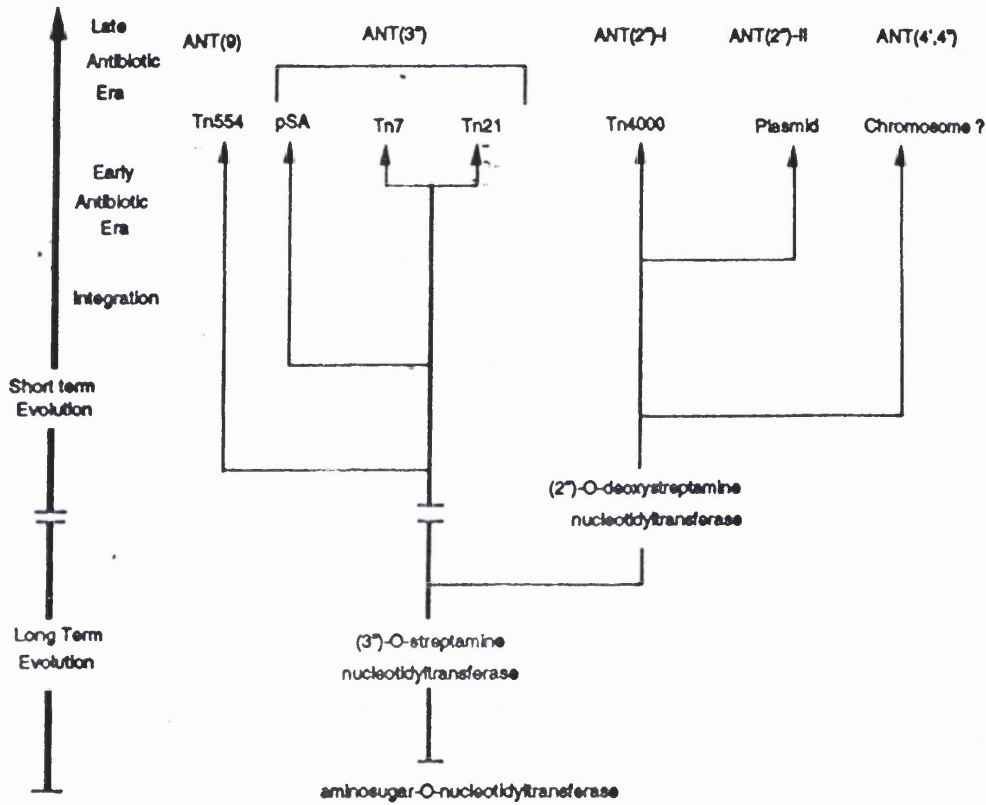 Late
Antibiotic
Era
ANT(9)
ANT(3")
ANT(2")-I
ANT(2")-II
ANT(4',4")
Tn554
pSA
Tn7
Tn21
Tn4000
Plasmid
Chromosome ?
Early
Antibiotic
Era
Integration
Short term
Evolution
(2")-O-deoxystreptamine
nucleotidyltransferase
Long Term
Evolution
(3")-O-streptamine
nucleotidyltransferase
aminosugar-O-nucleotidyltransferase